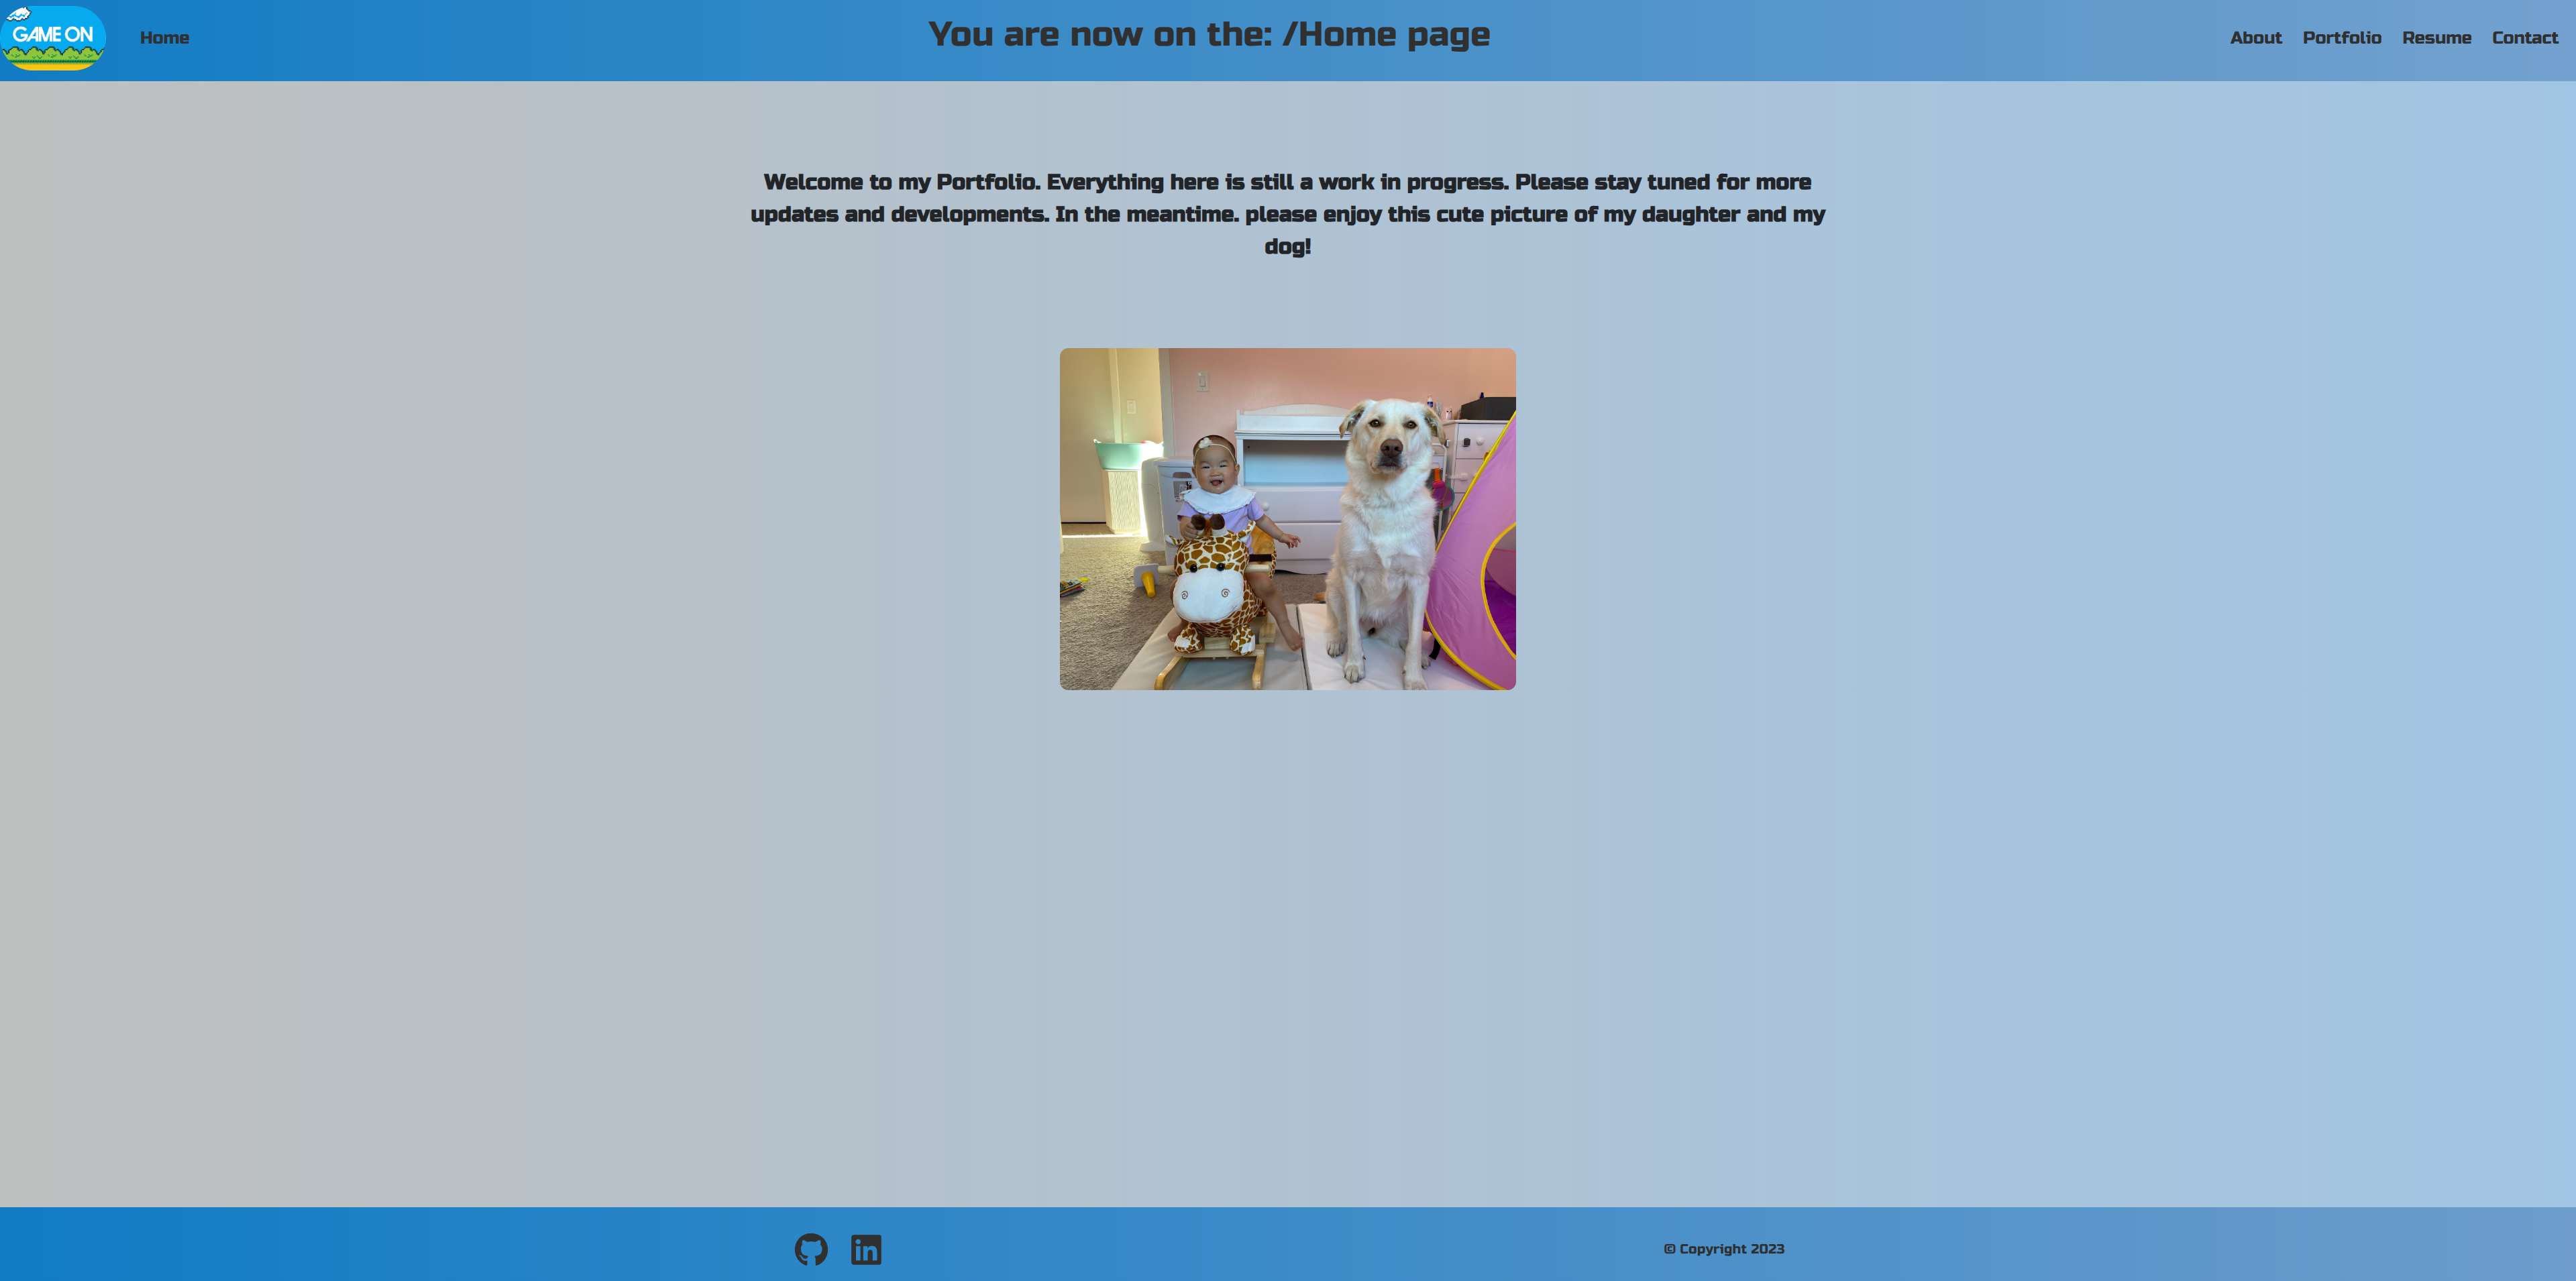 GAME ON
Home
You are now on the: /Home page
About
Portfolio
Resume
Contact
Welcome to my Portfolio. Everything here is still a work in progress. Please stay tuned for more
updates and developments. In the meantime. please enjoy this cute picture of my daughter and my
dog!
in
© Copyright 2023